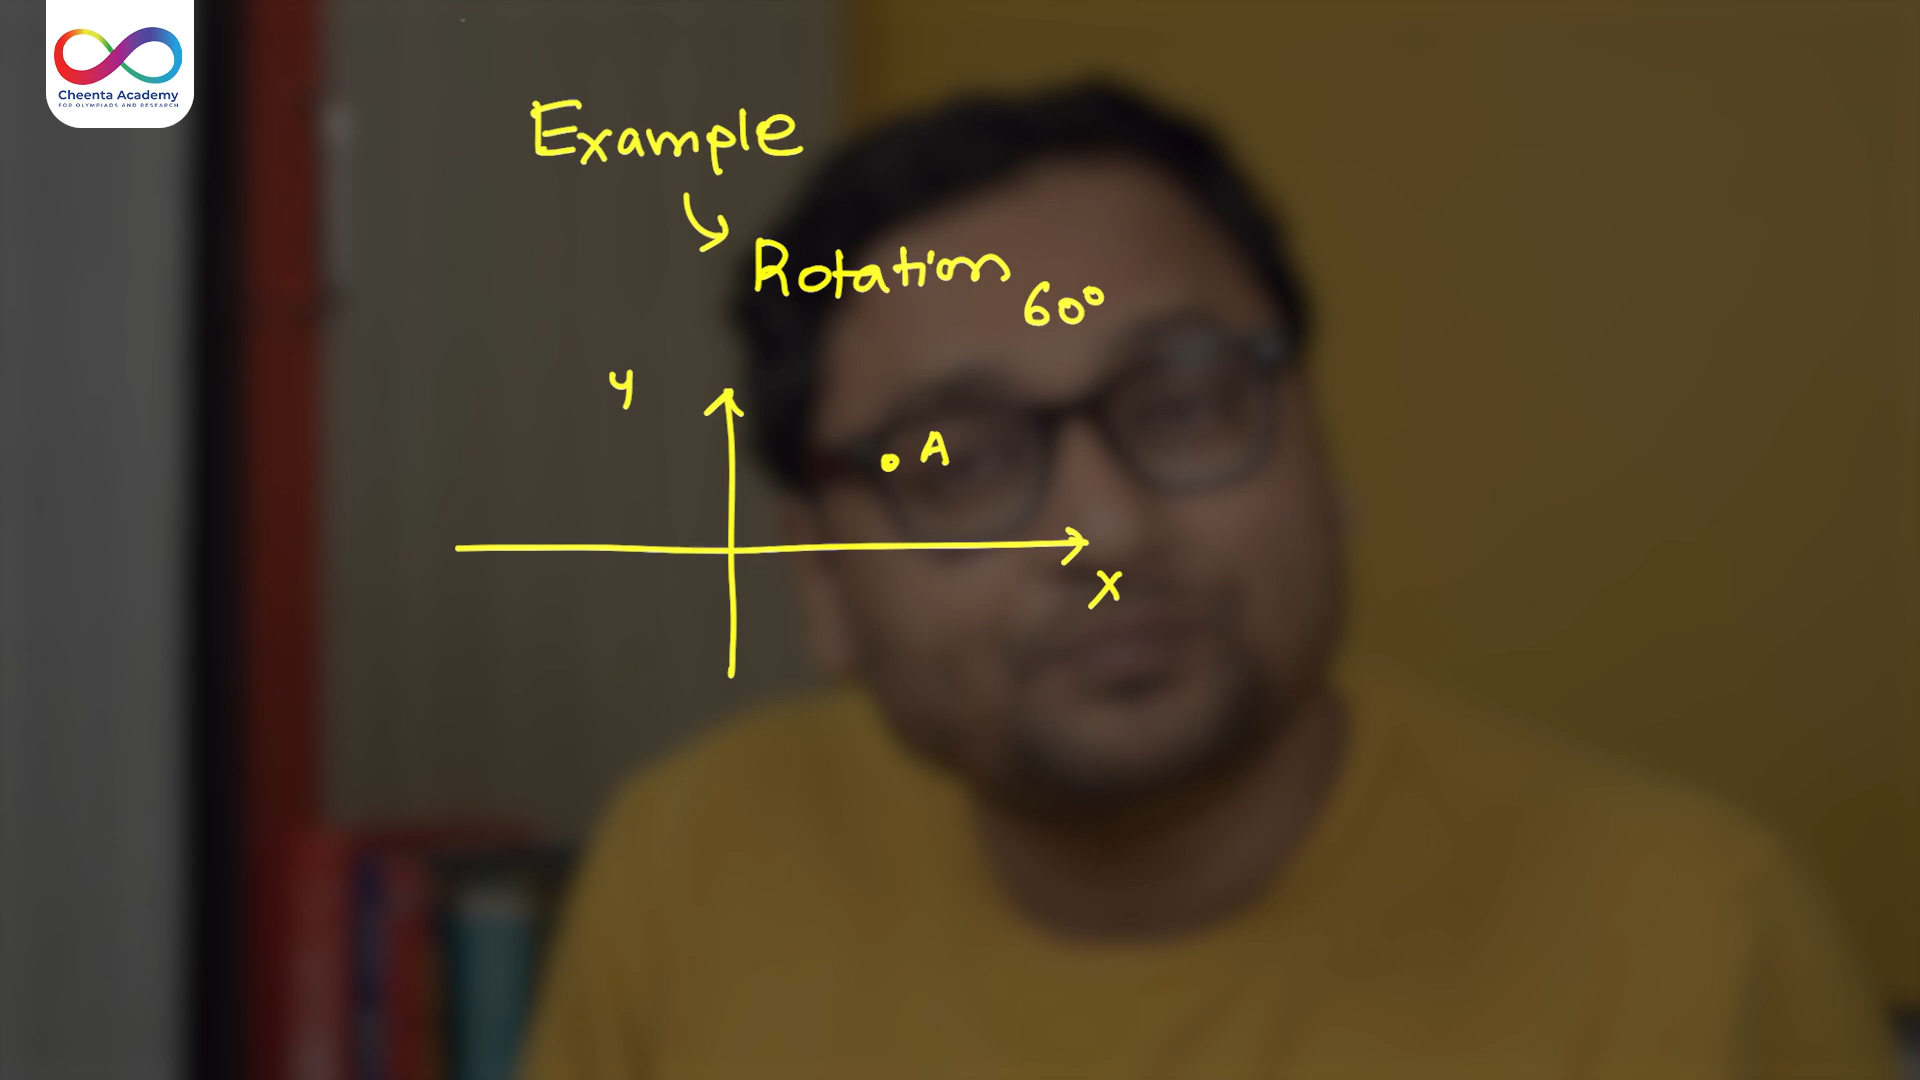 Cheenta Academy
FOR OLYMPIADS AND RESEARCH
Example
Rotation
60°
y
A
x